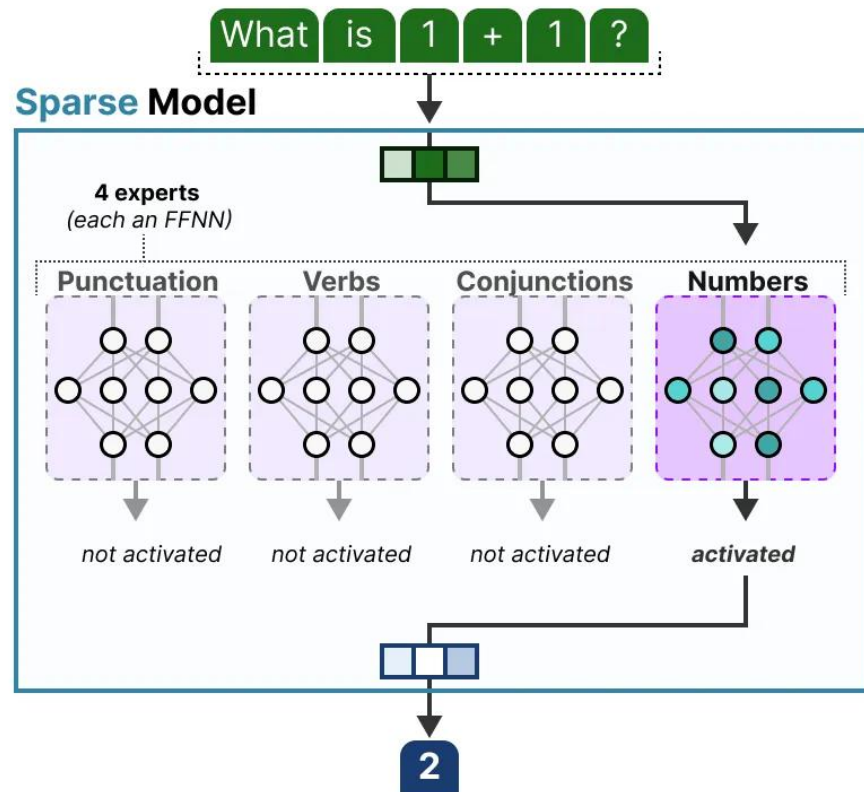 What is 1 + 1 ?
Sparse Model
4 experts
(each an FFNN)
Punctuation Verbs Conjunctions Numbers
not activated not activated not activated activated
2